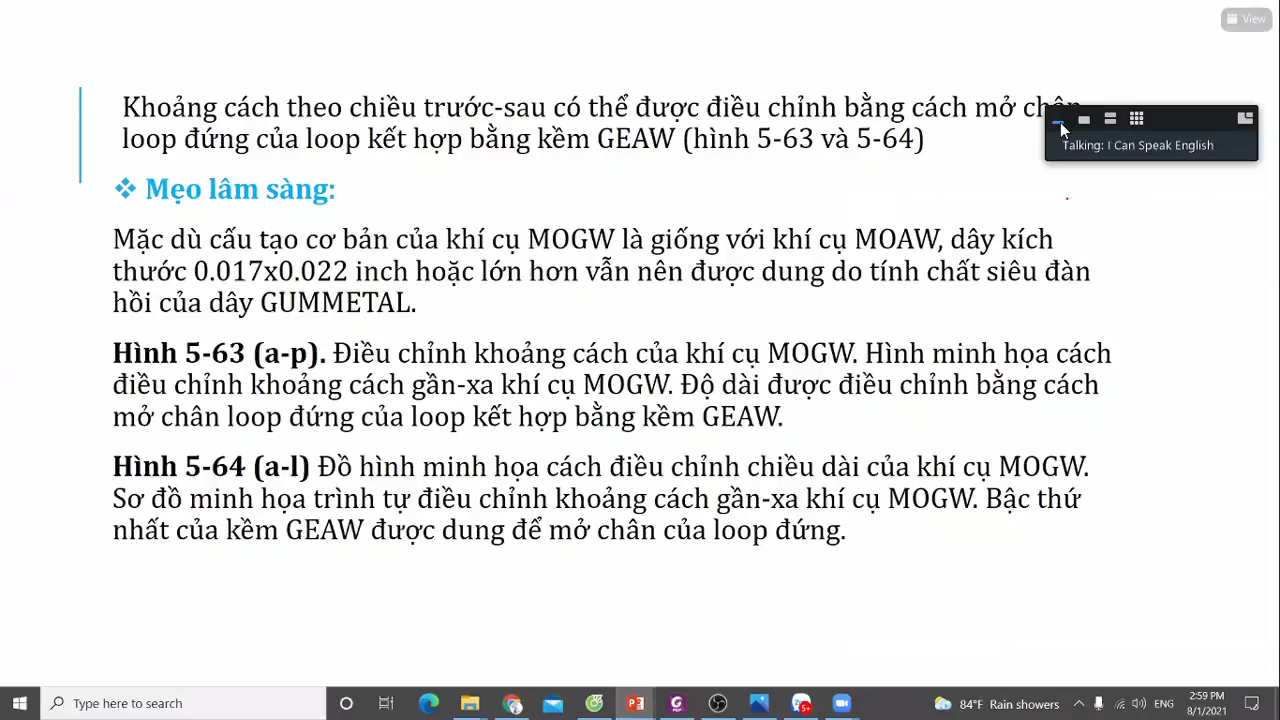 View
Khoảng cách theo chiều trước-sau có thể được điều chỉnh bằng cách mở chân
loop đứng của loop kết hợp bằng kềm GEAW (hình 5-63 và 5-64)
Talking: I Can Speak English
❖ Mẹo lâm sàng:
Mặc dù cấu tạo cơ bản của khí cụ MOGW là giống với khí cụ MOAW, dây kích
thước 0.017x0.022 inch hoặc lớn hơn vẫn nên được dung do tính chất siêu đàn
hồi của dây GUMMETAL.
Hình 5-63 (a-p). Điều chỉnh khoảng cách của khí cụ MOGW. Hình minh họa cách
điều chỉnh khoảng cách gần-xa khí cụ MOGW. Độ dài được điều chỉnh bằng cách
mở chân loop đứng của loop kết hợp bằng kềm GEAW.
Hình 5-64 (a-l) Đồ hình minh họa cách điều chỉnh chiều dài của khí cụ MOGW.
Sơ đồ minh họa trình tự điều chỉnh khoảng cách gần-xa khí cụ MOGW. Bậc thứ
nhất của kềm GEAW được dung để mở chân của loop đứng.
Type here to search
84°F Rain showers
ENG
2:59 PM
8/1/2021